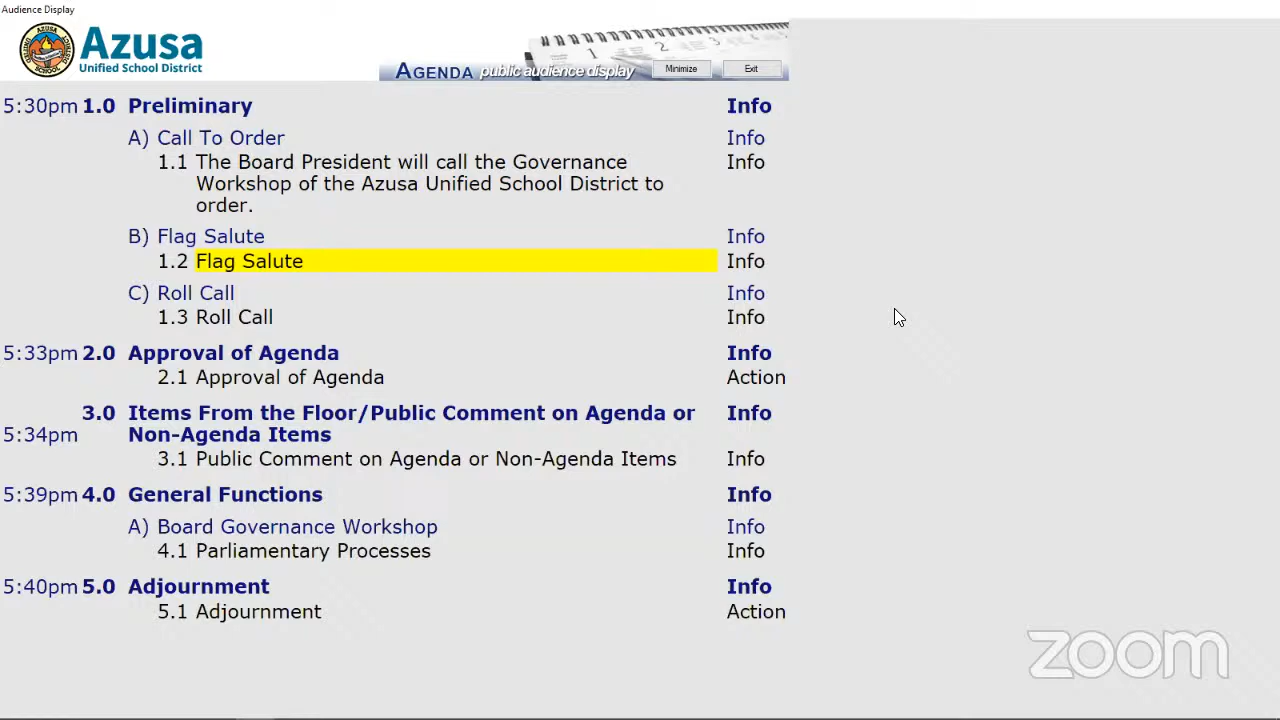 Audience Display
Azusa
Unified School District
AGENDA public audience display
Minimize
Exit
5:30pm 1.0 Preliminary Info
A) Call To Order Info
1.1 The Board President will call the Governance Info
Workshop of the Azusa Unified School District to
order.
B) Flag Salute Info
1.2 Flag Salute Info
C) Roll Call Info
1.3 Roll Call Info
5:33pm 2.0 Approval of Agenda Info
2.1 Approval of Agenda Action
3.0 Items From the Floor/Public Comment on Agenda or Info
5:34pm Non-Agenda Items
3.1 Public Comment on Agenda or Non-Agenda Items Info
5:39pm 4.0 General Functions Info
A) Board Governance Workshop Info
4.1 Parliamentary Processes Info
5:40pm 5.0 Adjournment Info
5.1 Adjournment Action
zoom